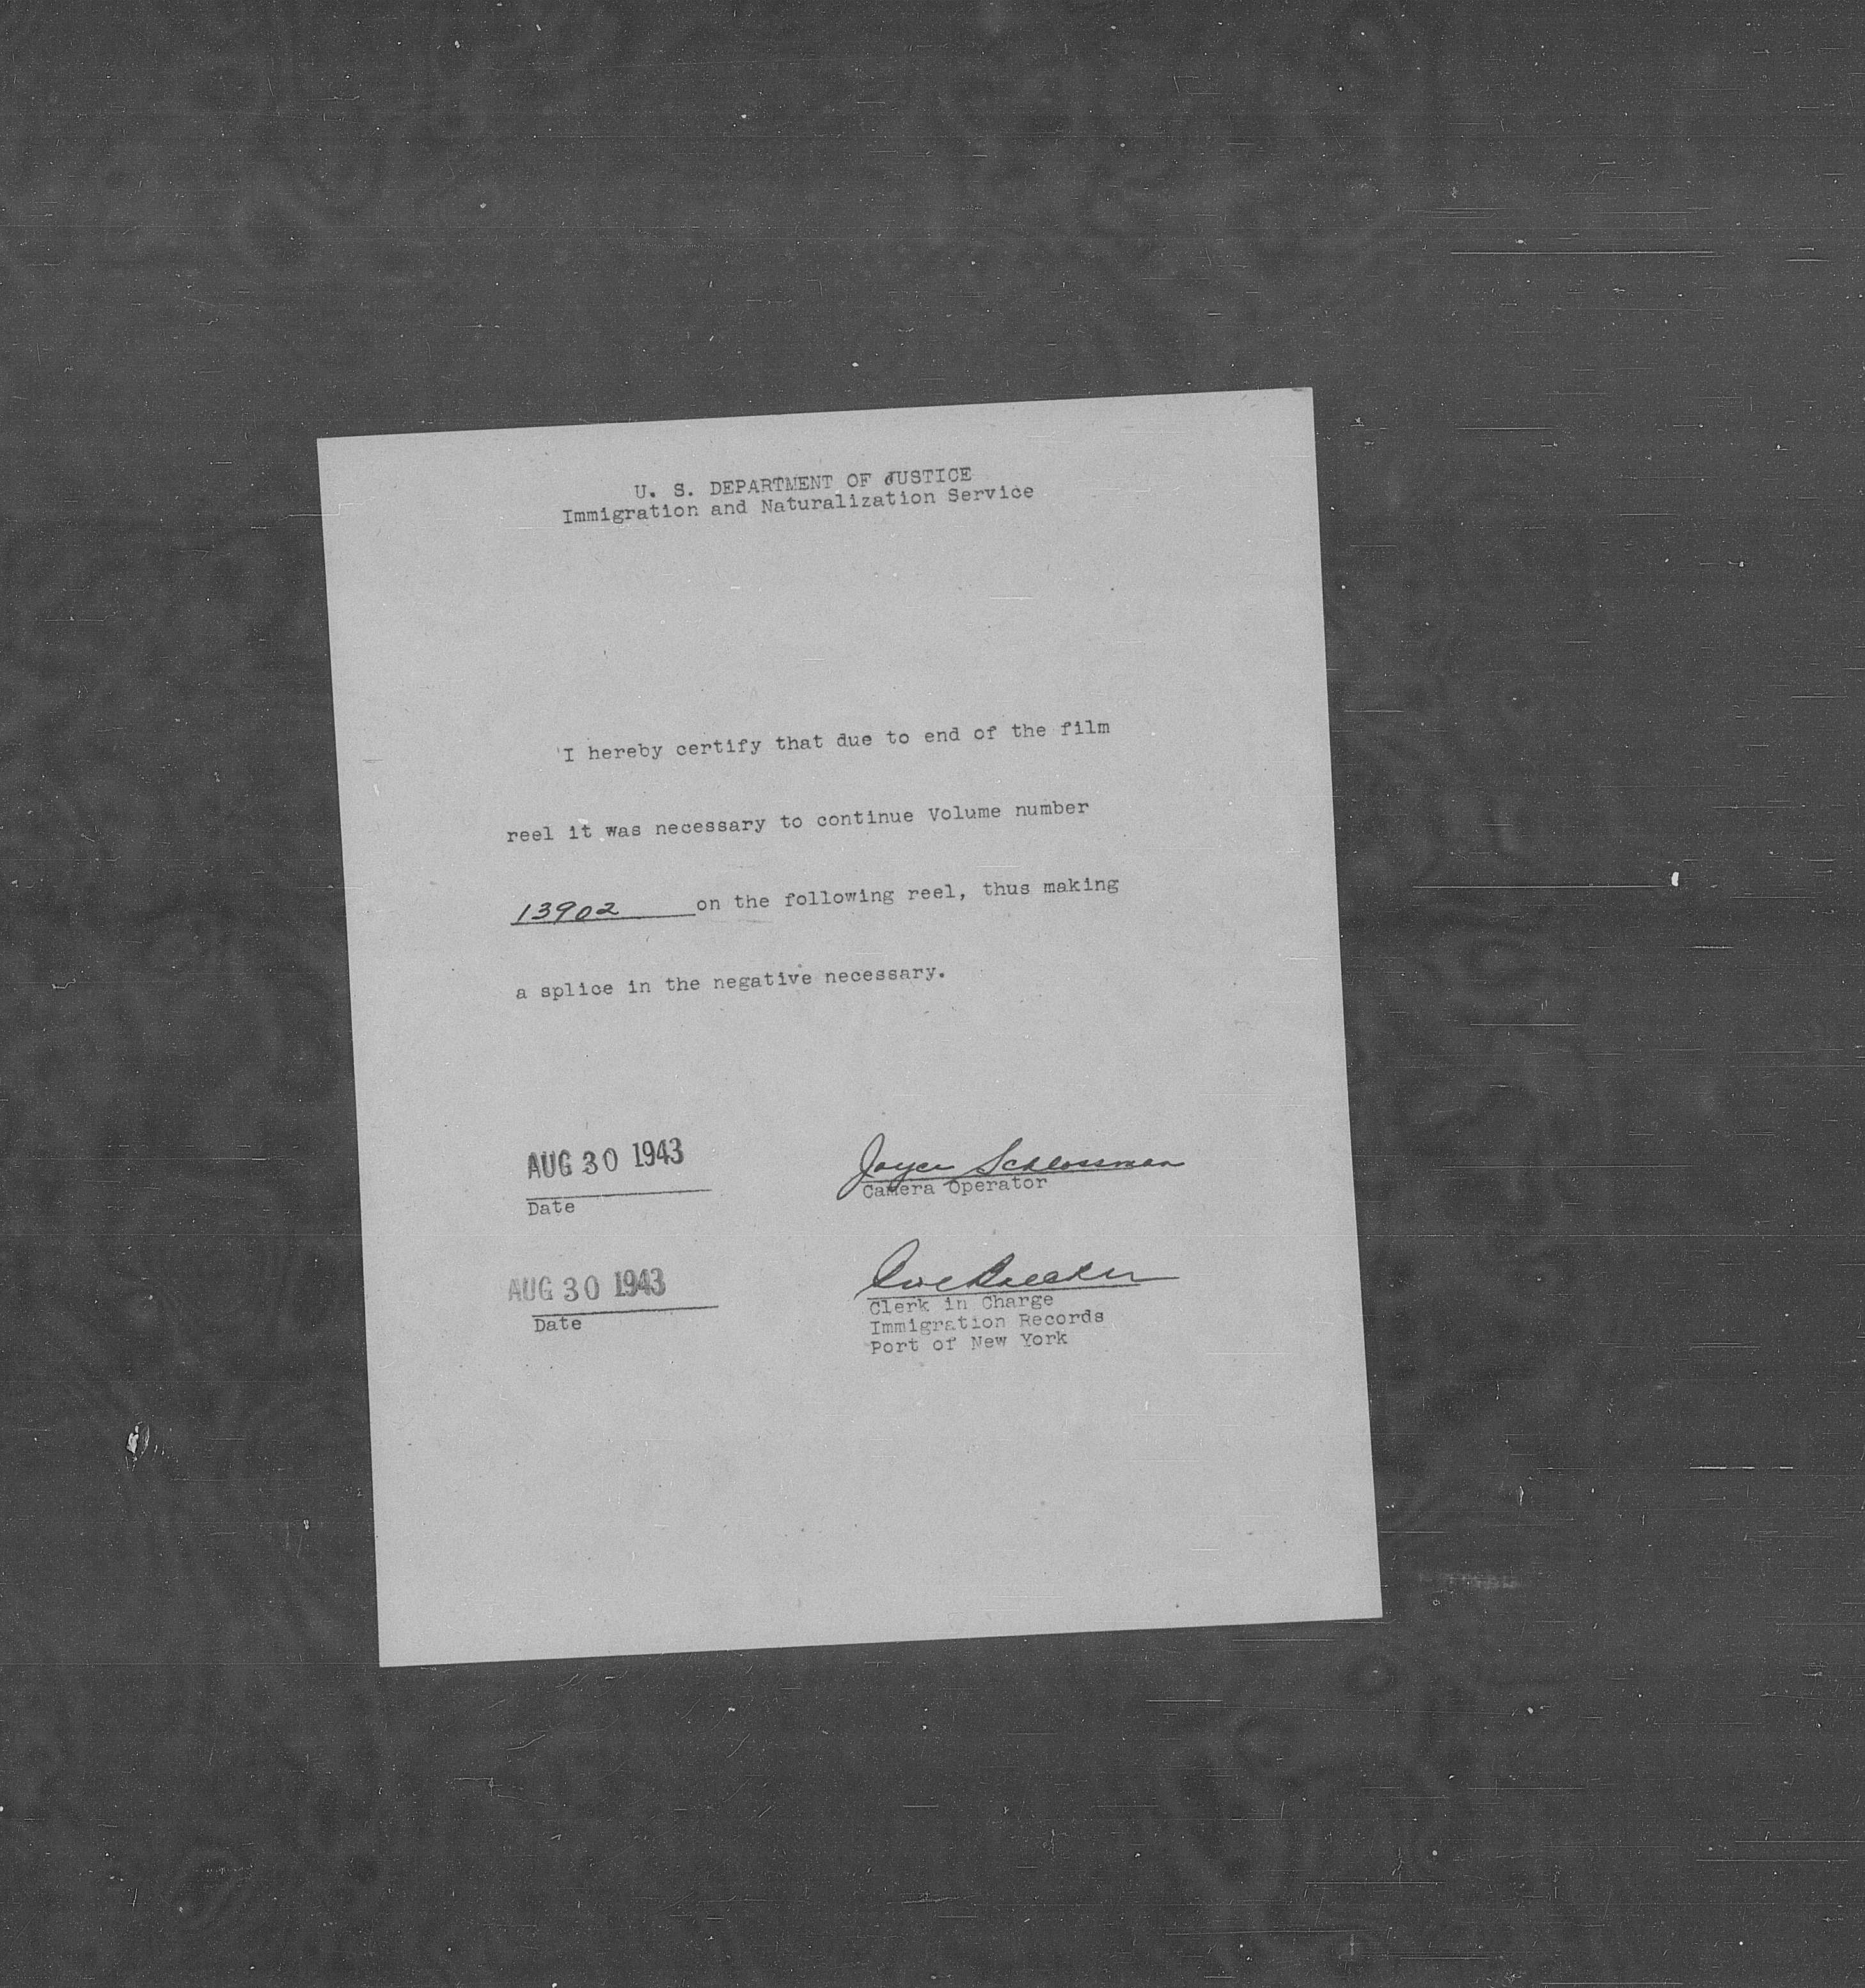 U. S. DEPARTMENT OF JUSTICE
Immigration and Naturalization Service
I hereby certify that due to end of the film
reel it was necessary to continue Volume number
13902 on the following reel, thus making
a splice in the negative necessary.
AUG 30 1943
Date
Joyce Schlossman
Camera Operator
AUG 30 1943
Date
Clerk in Charge
Immigration Records
Port of New York